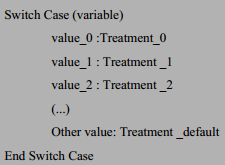 Switch Case (variable)
value_0 :Treatment_0
value_1 : Treatment _1
value_2 : Treatment _2
(...)
Other value: Treatment _default
End Switch Case